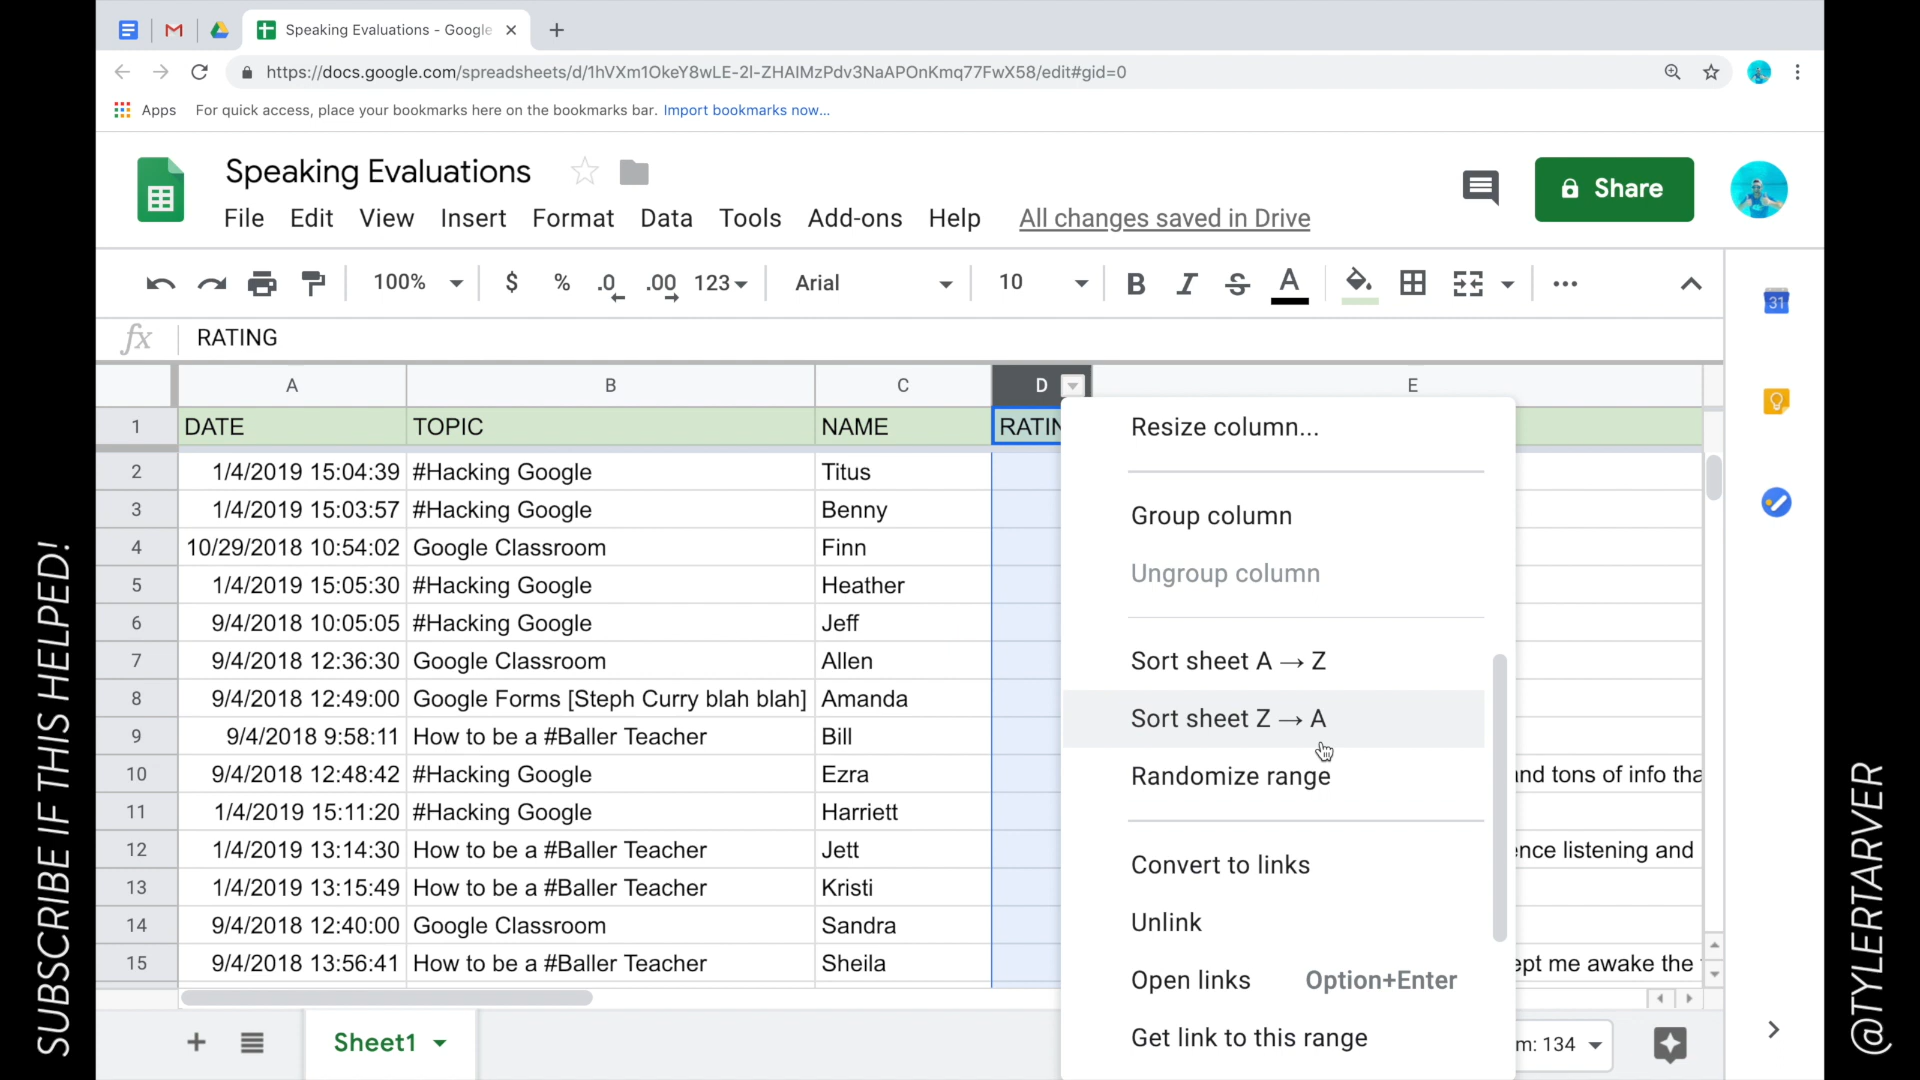 Speaking Evaluations - Google
https://docs.google.com/spreadsheets/d/1hVXm1OkeY8wLE-2l-ZHAIMzPdv3NaAPOnKmq77FwX58/edit#gid=0
Apps For quick access, place your bookmarks here on the bookmarks bar. Import bookmarks now...
Speaking Evaluations
Share
File Edit View Insert Format Data Tools Add-ons Help All changes saved in Drive
100% $ % .0 .00 123 Arial 10 B I S A
31
fx RATING
A B C D E
1 DATE TOPIC NAME RATIN
2 1/4/2019 15:04:39 #Hacking Google Titus
3 1/4/2019 15:03:57 #Hacking Google Benny
4 10/29/2018 10:54:02 Google Classroom Finn
5 1/4/2019 15:05:30 #Hacking Google Heather
6 9/4/2018 10:05:05 #Hacking Google Jeff
7 9/4/2018 12:36:30 Google Classroom Allen
8 9/4/2018 12:49:00 Google Forms [Steph Curry blah blah] Amanda
9 9/4/2018 9:58:11 How to be a #Baller Teacher Bill
10 9/4/2018 12:48:42 #Hacking Google Ezra nd tons of info tha
11 1/4/2019 15:11:20 #Hacking Google Harriett
12 1/4/2019 13:14:30 How to be a #Baller Teacher Jett ence listening and
13 1/4/2019 13:15:49 How to be a #Baller Teacher Kristi
14 9/4/2018 12:40:00 Google Classroom Sandra
15 9/4/2018 13:56:41 How to be a #Baller Teacher Sheila ept me awake the
Resize column...
Group column
Ungroup column
Sort sheet A → Z
Sort sheet Z → A
Randomize range
Convert to links
Unlink
Open links Option+Enter
Get link to this range
Sheet1
m: 134
SUBSCRIBE IF THIS HELPED!
@TYLERTARVER